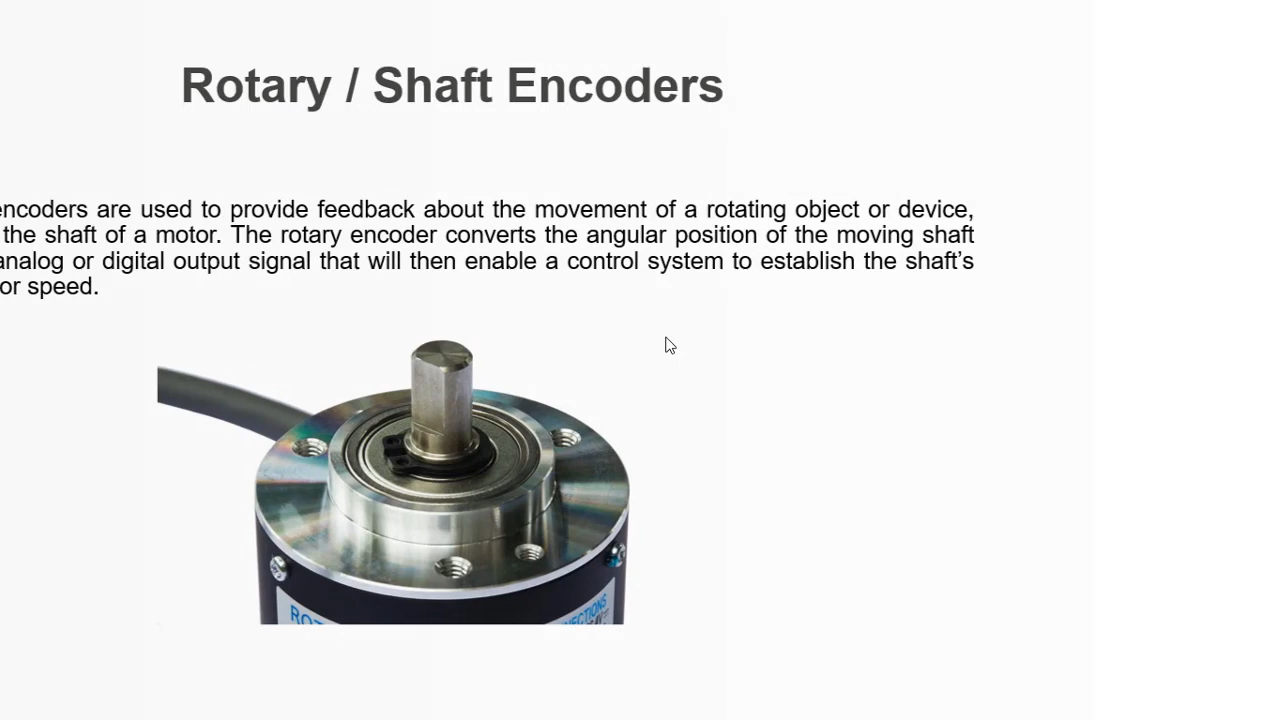 Rotary / Shaft Encoders
encoders are used to provide feedback about the movement of a rotating object or device,
the shaft of a motor. The rotary encoder converts the angular position of the moving shaft
analog or digital output signal that will then enable a control system to establish the shaft’s
or speed.